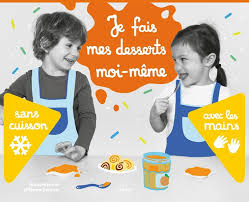 Je fais
mes desserts
moi-même
sans
cuisson
avec les
mains